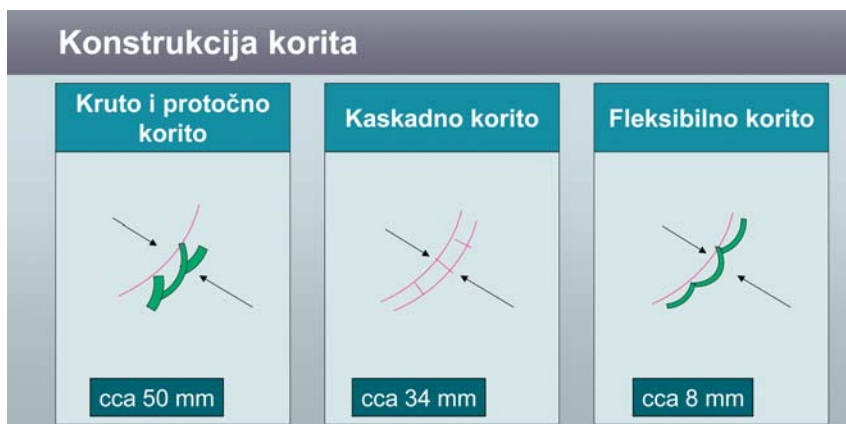 Konstrukcija korita
Kruto i protočno
korito
Kaskadno korito
Fleksibilno korito
cca 50 mm
cca 34 mm
cca 8 mm